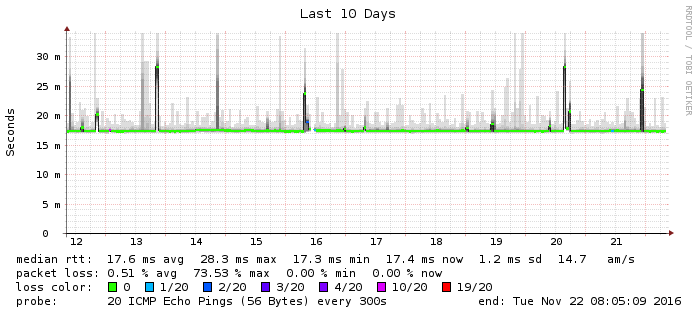 Last 10 Days
RRDTOOL / TOBI OETIKER
Seconds
30 m
25 m
20 m
15 m
10 m
5 m
0
12 13 14 15 16 17 18 19 20 21
median rtt: 17.6 ms avg 28.3 ms max 17.3 ms min 17.4 ms now 1.2 ms sd 14.7 am/s
packet loss: 0.51 % avg 73.53 % max 0.00 % min 0.00 % now
loss color: 0 1/20 2/20 3/20 4/20 10/20 19/20
probe: 20 ICMP Echo Pings (56 Bytes) every 300s end: Tue Nov 22 08:05:09 2016